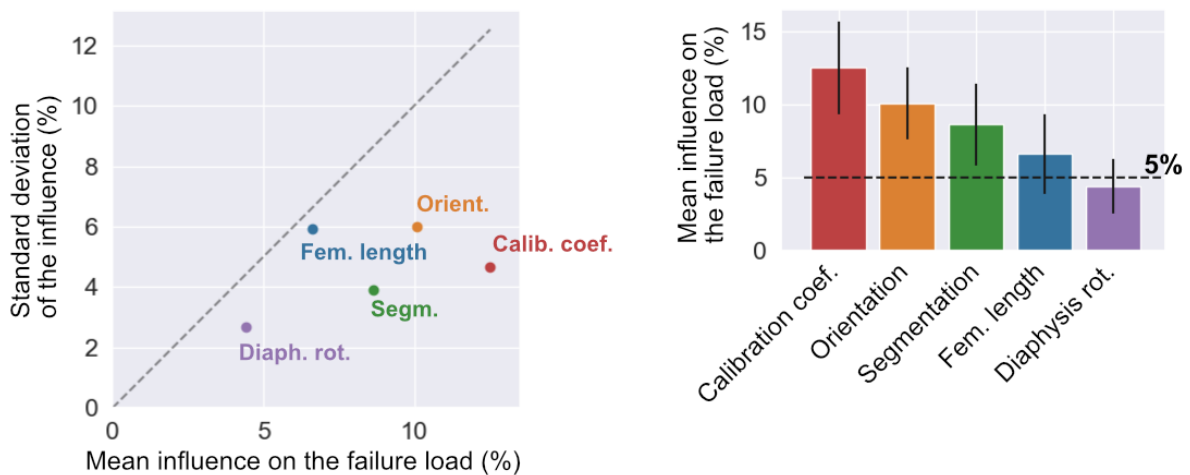 Standard deviation
of the influence (%)
12
10
8
6
4
2
0
Orient.
Fem. length
Calib. coef.
Segm.
Diaph. rot.
0
5
10
Mean influence on the failure load (%)
Mean influence on
the failure load (%)
15
10
5
0
5%
Calibration coef.
Orientation
Segmentation
Fem. length
Diaphysis rot.